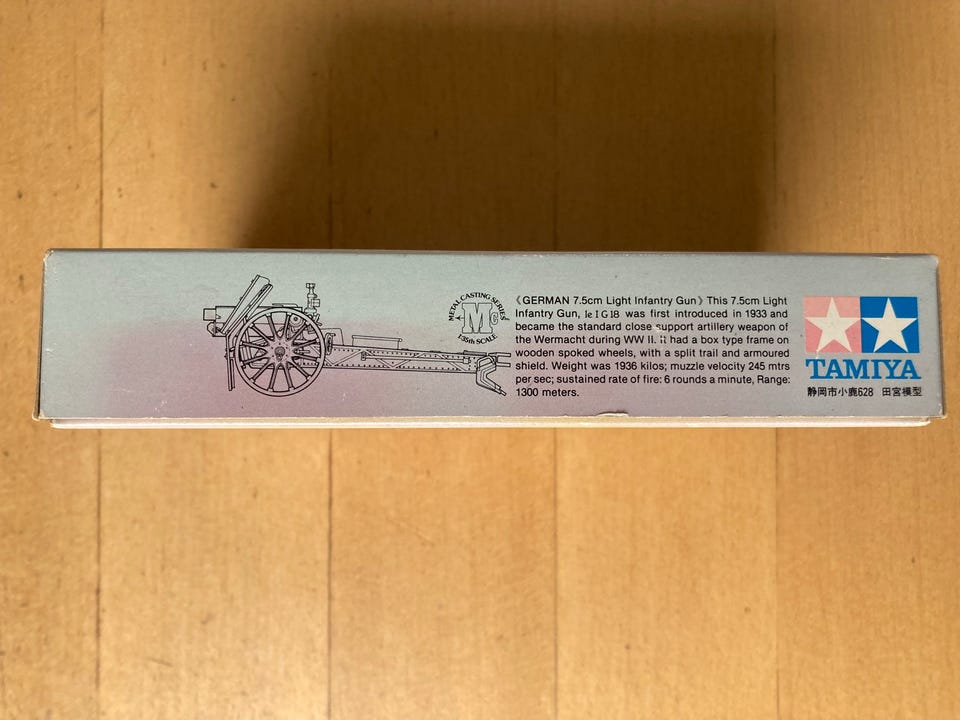 METAL CASTING SERIES
Mc
1/35th SCALE
《GERMAN 7.5cm Light Infantry Gun》 This 7.5cm Light
Infantry Gun, le I G 18 was first introduced in 1933 and
became the standard close support artillery weapon of
the Wermacht during WW II. It had a box type frame on
wooden spoked wheels, with a split trail and armoured
shield. Weight was 1936 kilos; muzzle velocity 245 mtrs
per sec; sustained rate of fire: 6 rounds a minute, Range:
1300 meters.
TAMIYA
静岡市小鹿628 田宮模型